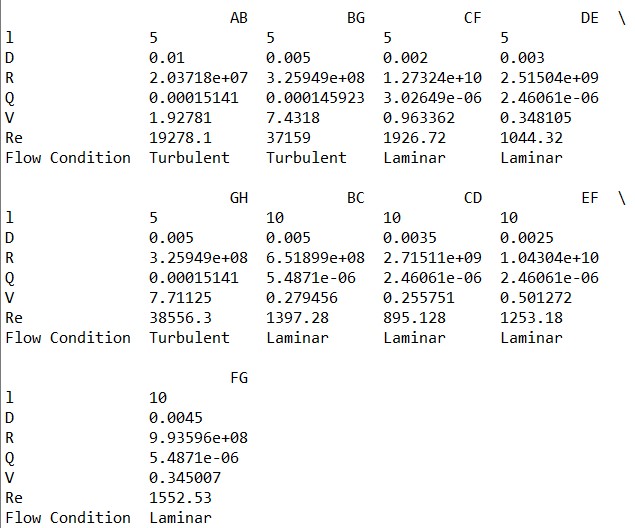 AB BG CF DE \
l 5 5 5 5
D 0.01 0.005 0.002 0.003
R 2.03718e+07 3.25949e+08 1.27324e+10 2.51504e+09
Q 0.00015141 0.000145923 3.02649e-06 2.46061e-06
V 1.92781 7.4318 0.963362 0.348105
Re 19278.1 37159 1926.72 1044.32
Flow Condition Turbulent Turbulent Laminar Laminar
GH BC CD EF \
l 5 10 10 10
D 0.005 0.005 0.0035 0.0025
R 3.25949e+08 6.51899e+08 2.71511e+09 1.04304e+10
Q 0.00015141 5.4871e-06 2.46061e-06 2.46061e-06
V 7.71125 0.279456 0.255751 0.501272
Re 38556.3 1397.28 895.128 1253.18
Flow Condition Turbulent Laminar Laminar Laminar
FG
l 10
D 0.0045
R 9.93596e+08
Q 5.4871e-06
V 0.345007
Re 1552.53
Flow Condition Laminar